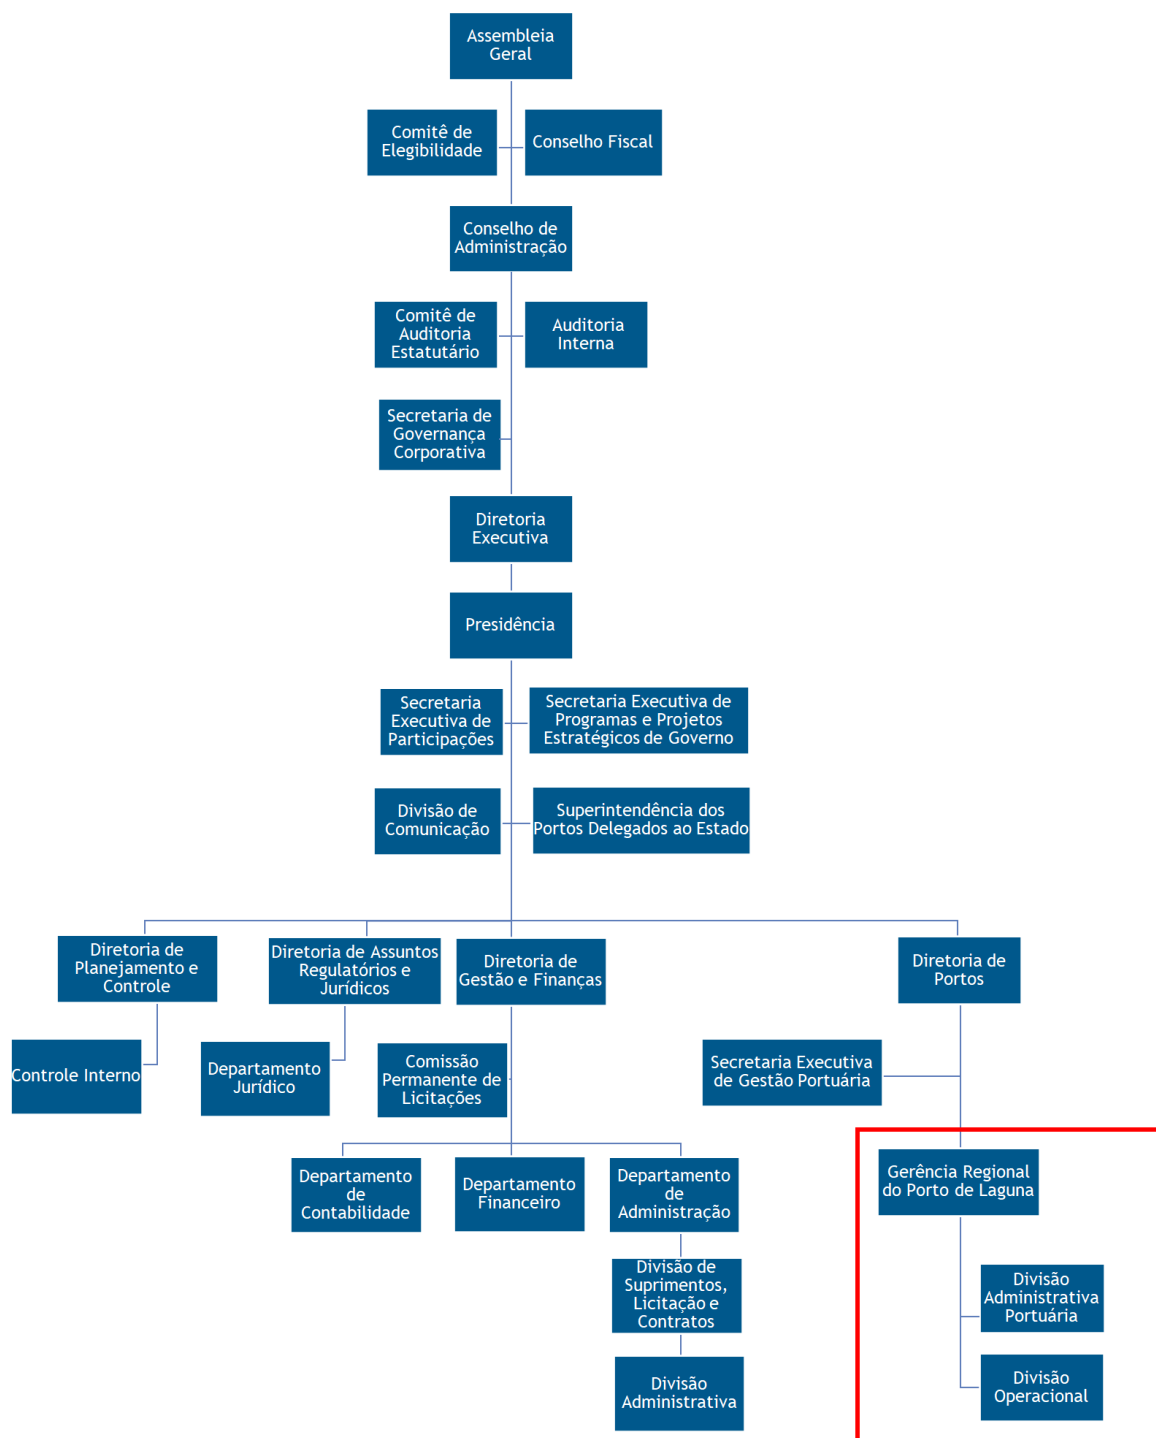 Assembleia
Geral
Comitê de
Elegibilidade
Conselho Fiscal
Conselho de
Administração
Comitê de
Auditoria
Estatutário
Auditoria
Interna
Secretaria de
Governança
Corporativa
Diretoria
Executiva
Presidência
Secretaria
Executiva de
Participações
Secretaria Executiva de
Programas e Projetos
Estratégicos de Governo
Divisão de
Comunicação
Superintendência dos
Portos Delegados ao Estado
Diretoria de
Planejamento e
Controle
Diretoria de Assuntos
Regulatórios e
Jurídicos
Diretoria de
Gestão e Finanças
Diretoria de
Portos
Controle Interno
Departamento
Jurídico
Comissão
Permanente de
Licitações
Secretaria Executiva
de Gestão Portuária
Departamento
de
Contabilidade
Departamento
Financeiro
Departamento
de
Administração
Gerência Regional
do Porto de Laguna
Divisão de
Suprimentos,
Licitação e
Contratos
Divisão
Administrativa
Portuária
Divisão
Administrativa
Divisão
Operacional